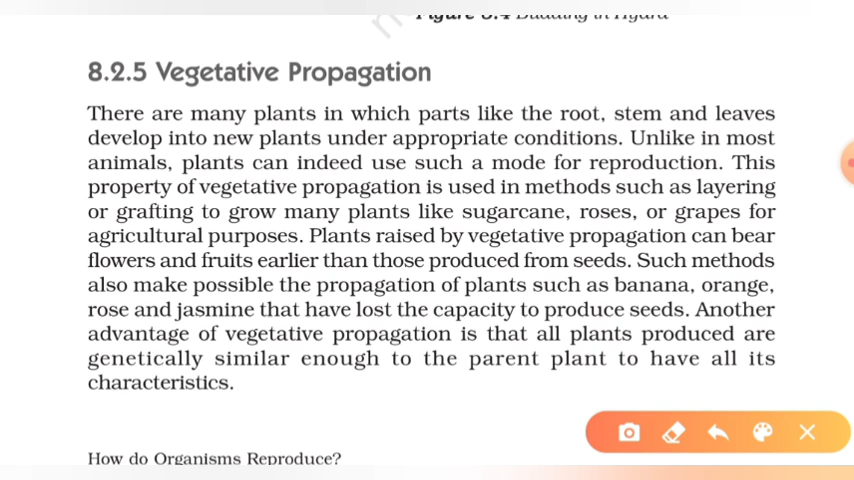 Figure 8.4 Budding in Hydra
8.2.5 Vegetative Propagation
There are many plants in which parts like the root, stem and leaves
develop into new plants under appropriate conditions. Unlike in most
animals, plants can indeed use such a mode for reproduction. This
property of vegetative propagation is used in methods such as layering
or grafting to grow many plants like sugarcane, roses, or grapes for
agricultural purposes. Plants raised by vegetative propagation can bear
flowers and fruits earlier than those produced from seeds. Such methods
also make possible the propagation of plants such as banana, orange,
rose and jasmine that have lost the capacity to produce seeds. Another
advantage of vegetative propagation is that all plants produced are
genetically similar enough to the parent plant to have all its
characteristics.
How do Organisms Reproduce?